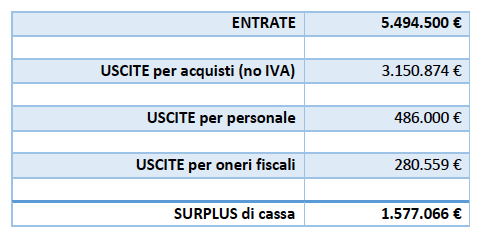 ENTRATE 5.494.500 €
USCITE per acquisti (no IVA) 3.150.874 €
USCITE per personale 486.000 €
USCITE per oneri fiscali 280.559 €
SURPLUS di cassa 1.577.066 €